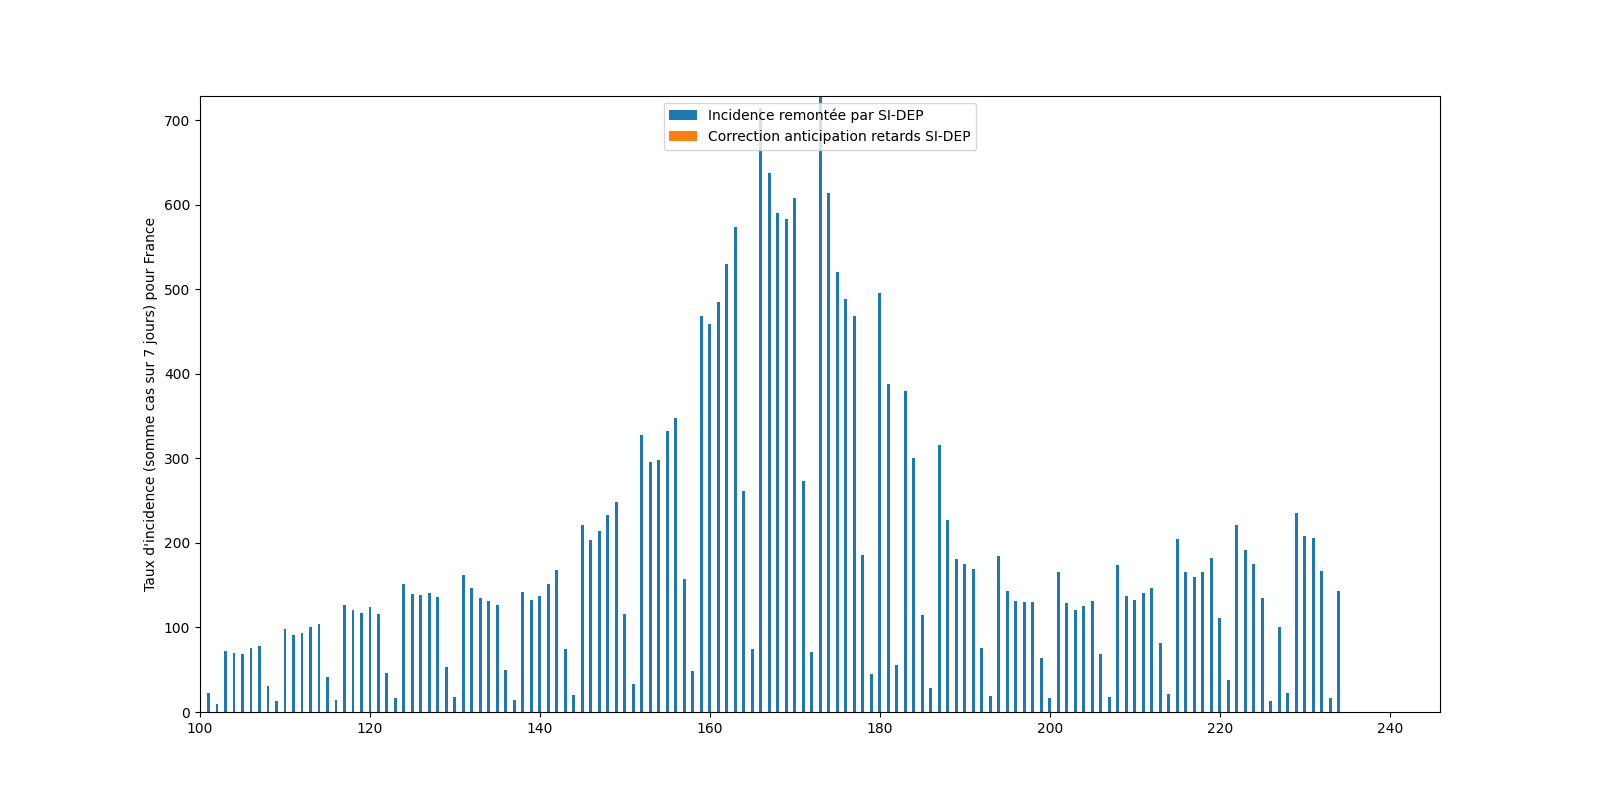 Incidence remontée par SI-DEP
Correction anticipation retards SI-DEP
Taux d'incidence (somme cas sur 7 jours) pour France
700
600
500
400
300
200
100
0
100 120 140 160 180 200 220 240